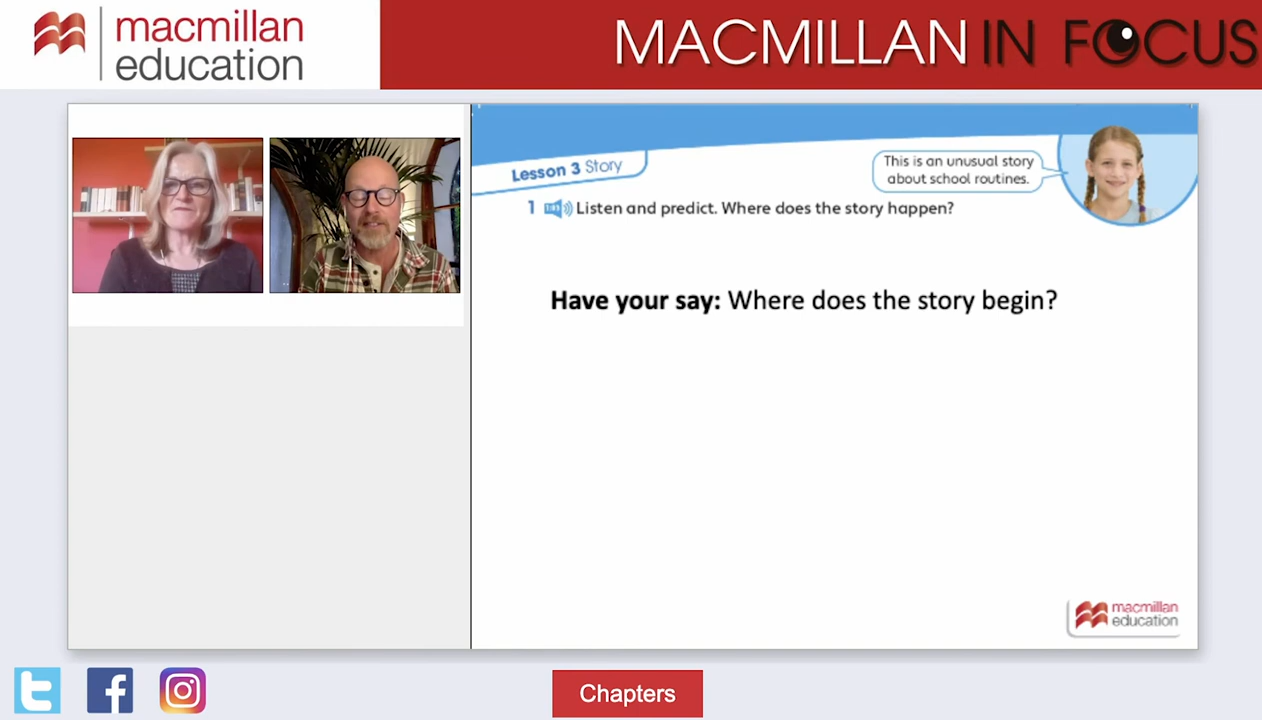 macmillan
education
MACMILLAN IN FOCUS
Lesson 3 Story
This is an unusual story
about school routines.
1 Listen and predict. Where does the story happen?
Have your say: Where does the story begin?
macmillan
education
Chapters